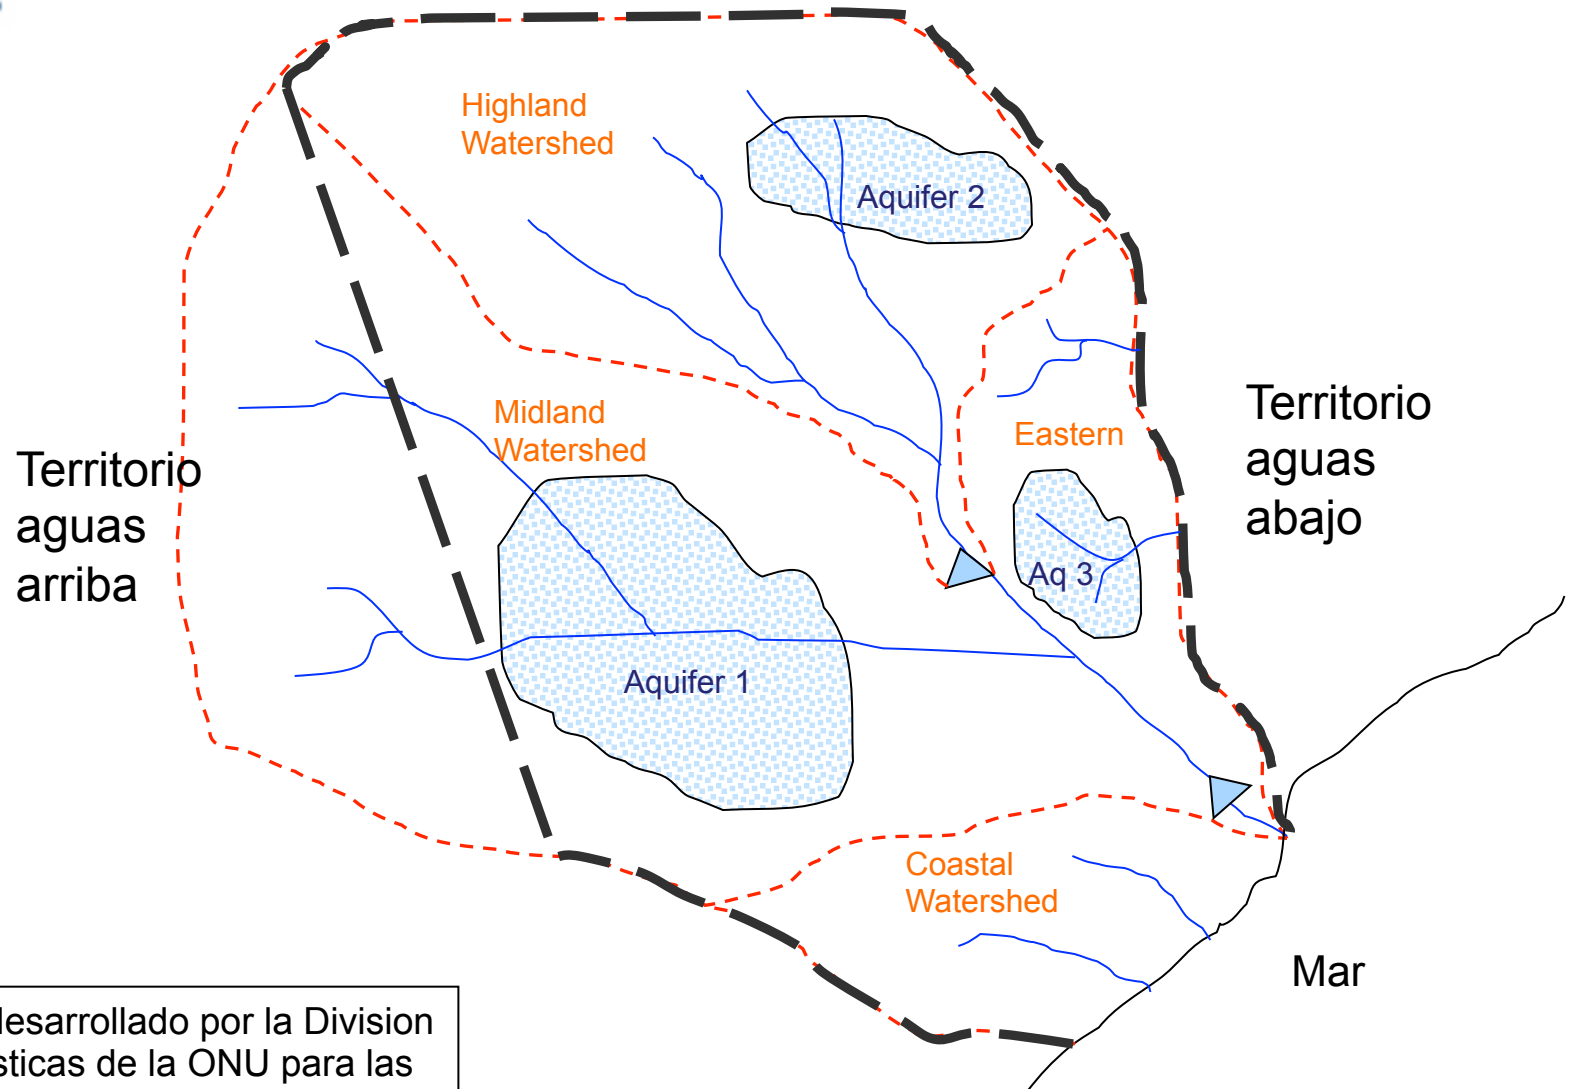 Highland
Watershed
Aquifer 2
Midland
Watershed
Eastern
Territorio
aguas
abajo
Territorio
aguas
arriba
Aq 3
Aquifer 1
Coastal
Watershed
Mar
desarrollado por la Division
sticas de la ONU para las